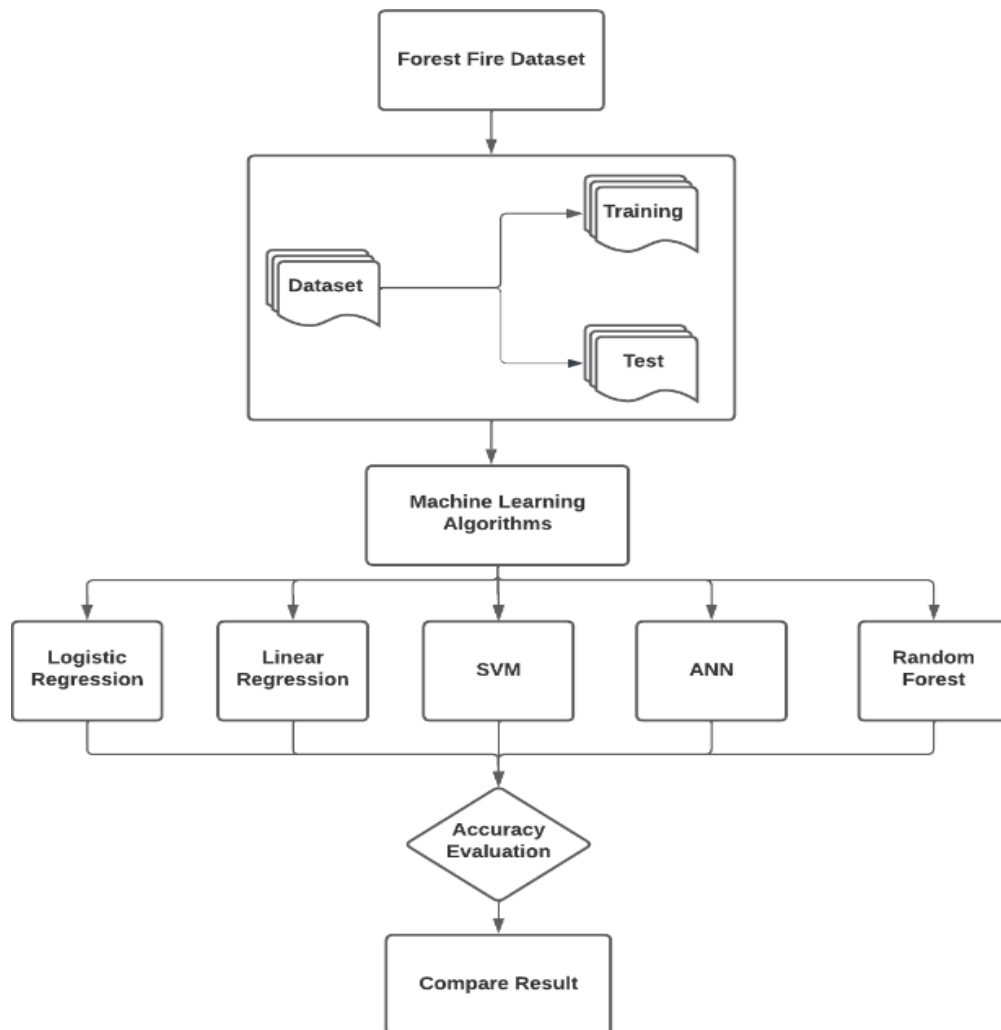 Forest Fire Dataset
Training
Dataset
Test
Machine Learning
Algorithms
Logistic
Regression
Linear
Regression
SVM
ANN
Random
Forest
Accuracy
Evaluation
Compare Result